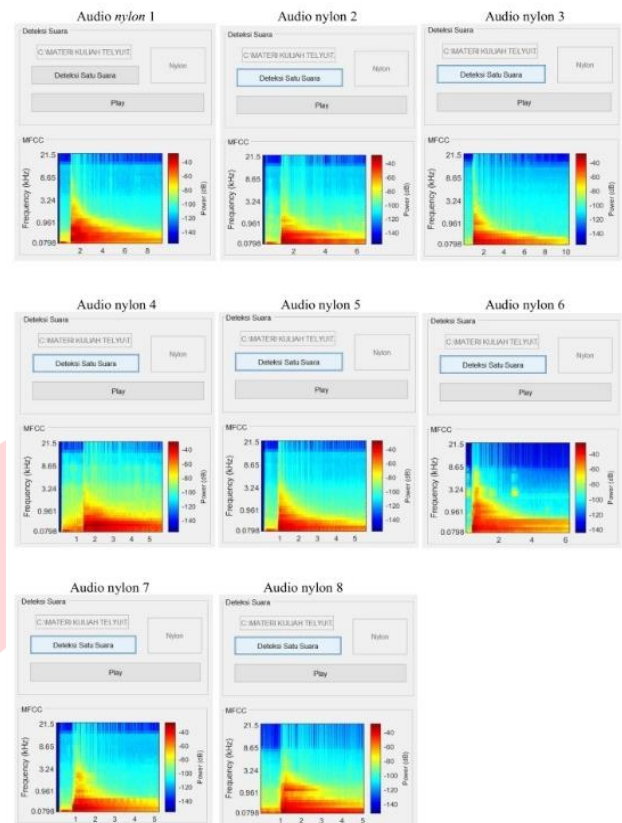 Audio nylon 1
Deteksi Suara
C:\MATERI KULIAH TELYU\T
Deteksi Satu Suara
Nylon
Play
MFCC
Frequency (kHz)
21.5
8.65
3.24
0.961
0.0798
2 4 6 8
-40
-60
-80
-100
-120
-140
Power (dB)
Audio nylon 2
Deteksi Suara
C:\MATERI KULIAH TELYU\T
Deteksi Satu Suara
Nylon
Play
MFCC
Frequency (kHz)
21.5
8.65
3.24
0.961
0.0798
2 4 6
-40
-60
-80
-100
-120
-140
Power (dB)
Audio nylon 3
Deteksi Suara
C:\MATERI KULIAH TELYU\T
Deteksi Satu Suara
Nylon
Play
MFCC
Frequency (kHz)
21.5
8.65
3.24
0.961
0.0798
2 4 6 8 10
-40
-60
-80
-100
-120
-140
Power (dB)
Audio nylon 4
Deteksi Suara
C:\MATERI KULIAH TELYU\T
Deteksi Satu Suara
Nylon
Play
MFCC
Frequency (kHz)
21.5
8.65
3.24
0.961
0.0798
1 2 3 4 5
-40
-60
-80
-100
-120
-140
Power (dB)
Audio nylon 5
Deteksi Suara
C:\MATERI KULIAH TELYU\T
Deteksi Satu Suara
Nylon
Play
MFCC
Frequency (kHz)
21.5
8.65
3.24
0.961
0.0798
1 2 3 4 5
-40
-60
-80
-100
-120
-140
Power (dB)
Audio nylon 6
Deteksi Suara
C:\MATERI KULIAH TELYU\T
Deteksi Satu Suara
Nylon
Play
MFCC
Frequency (kHz)
21.5
8.65
3.24
0.961
0.0798
2 4 6
-40
-60
-80
-100
-120
-140
Power (dB)
Audio nylon 7
Deteksi Suara
C:\MATERI KULIAH TELYU\T
Deteksi Satu Suara
Nylon
Play
MFCC
Frequency (kHz)
21.5
8.65
3.24
0.961
0.0798
1 2 3 4 5
-40
-60
-80
-100
-120
-140
Power (dB)
Audio nylon 8
Deteksi Suara
C:\MATERI KULIAH TELYU\T
Deteksi Satu Suara
Nylon
Play
MFCC
Frequency (kHz)
21.5
8.65
3.24
0.961
0.0798
1 2 3 4 5
-40
-60
-80
-100
-120
-140
Power (dB)